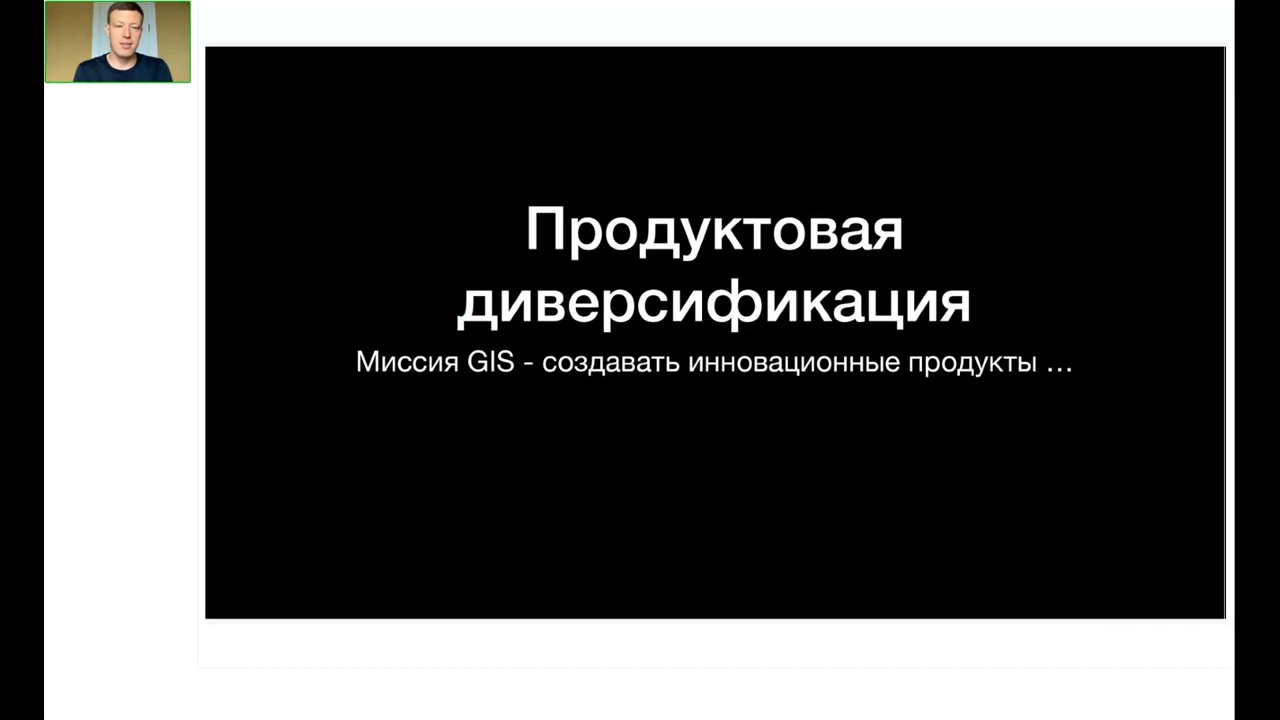 Продуктовая
диверсификация
Миссия GIS - создавать инновационные продукты …